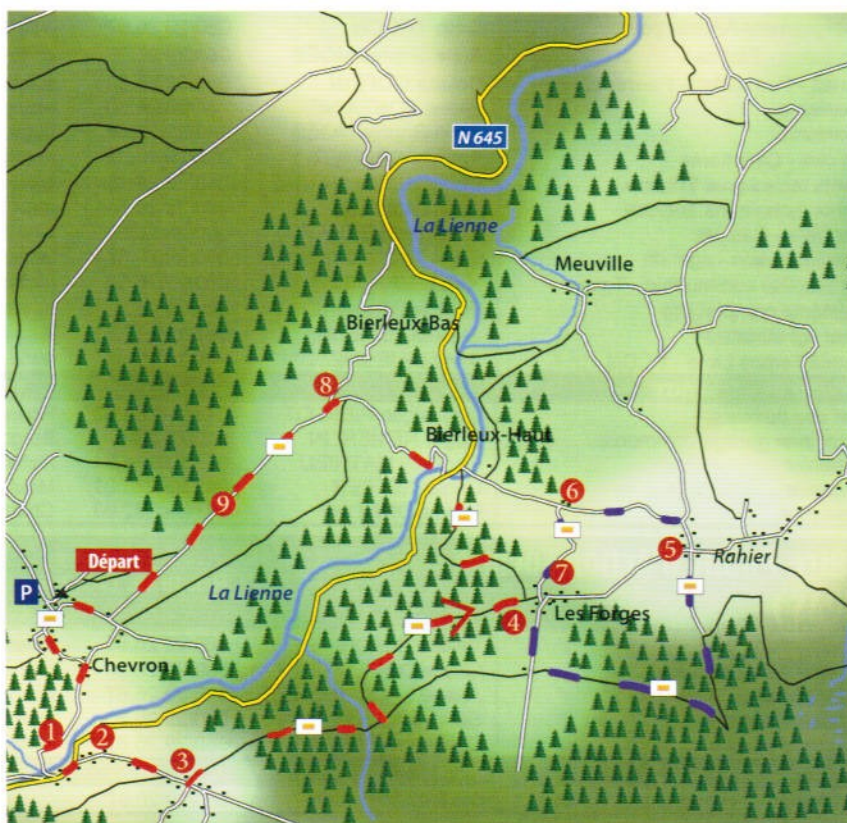 N 645
La Lienne
Meuville
Bierleux-Bas
8
Bierleux-Haut
6
9
5
Rahier
Départ
7
P
La Lienne
4
Les Forges
Chevron
1
2
3